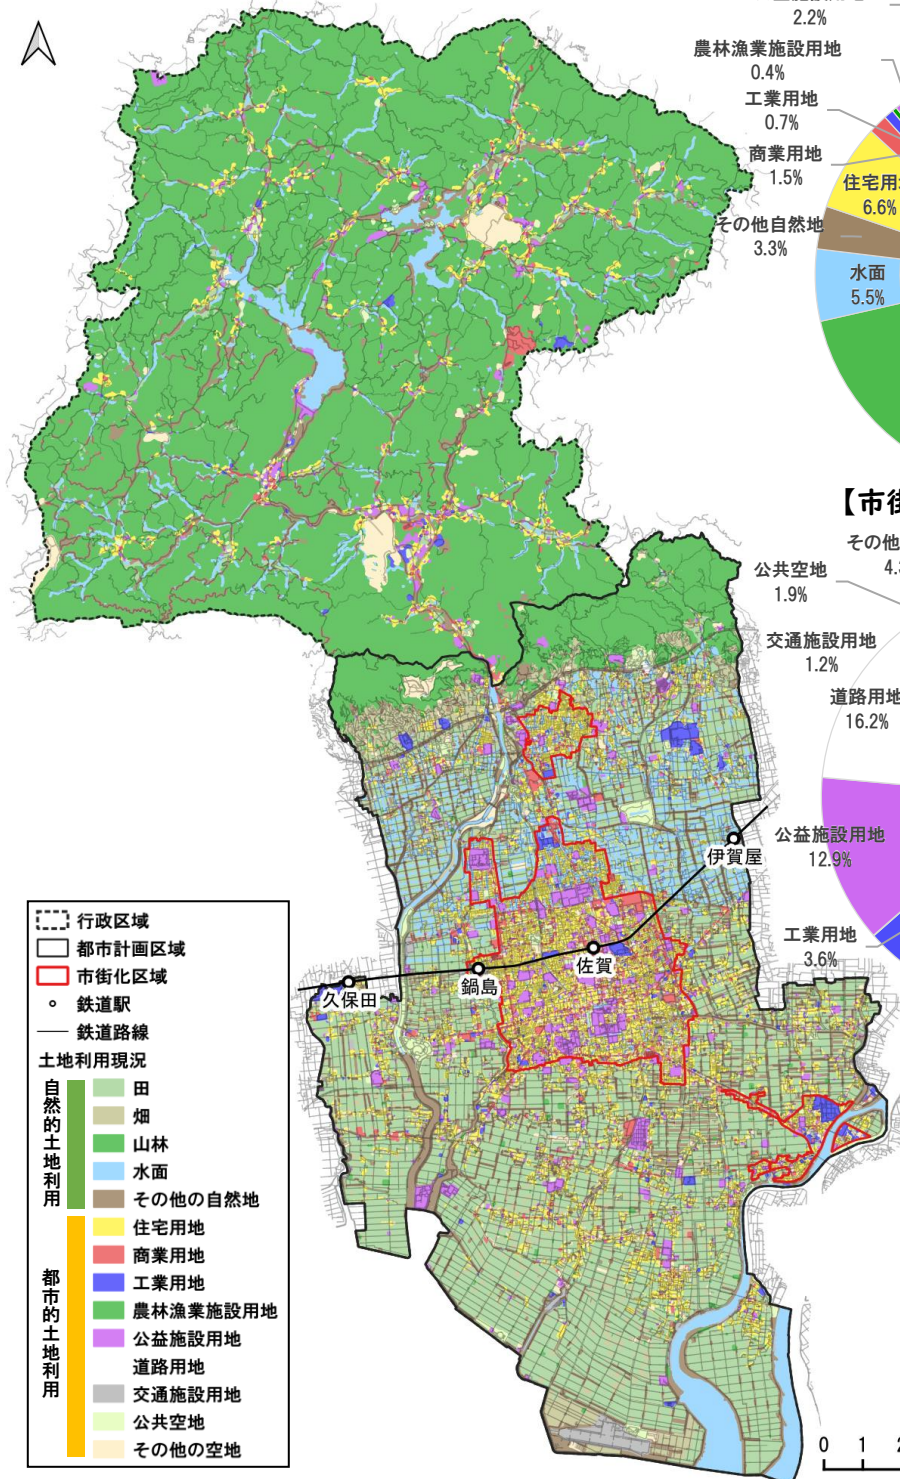 2.2%
農林漁業施設用地
0.4%
工業用地
0.7%
商業用地
1.5%
住宅用
6.6%
その他自然地
3.3%
水面
5.5%
【市街
その他
4.3
公共空地
1.9%
交通施設用地
1.2%
道路用地
16.2%
公益施設用地
12.9%
工業用地
3.6%
伊賀屋
佐賀
鍋島
久保田
行政区域
都市計画区域
市街化区域
鉄道駅
鉄道路線
土地利用現況
自然的土地利用
田
畑
山林
水面
その他の自然地
都市的土地利用
住宅用地
商業用地
工業用地
農林漁業施設用地
公益施設用地
道路用地
交通施設用地
公共空地
その他の空地
0 1 2